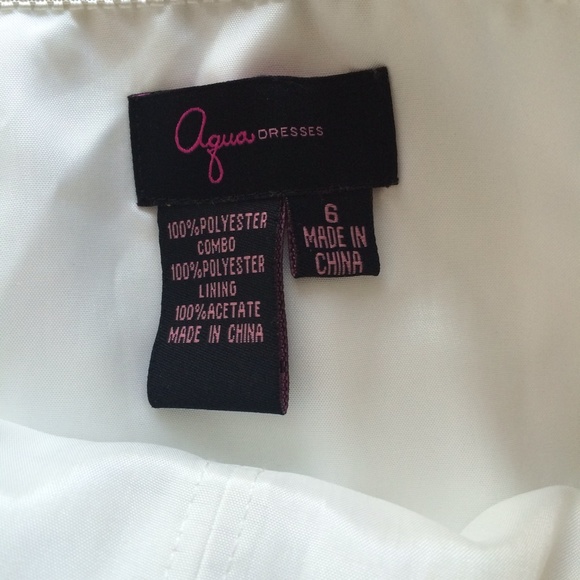 Aqua DRESSES
100%POLYESTER
COMBO
100%POLYESTER
LINING
100%ACETATE
MADE IN CHINA
6
MADE IN
CHINA